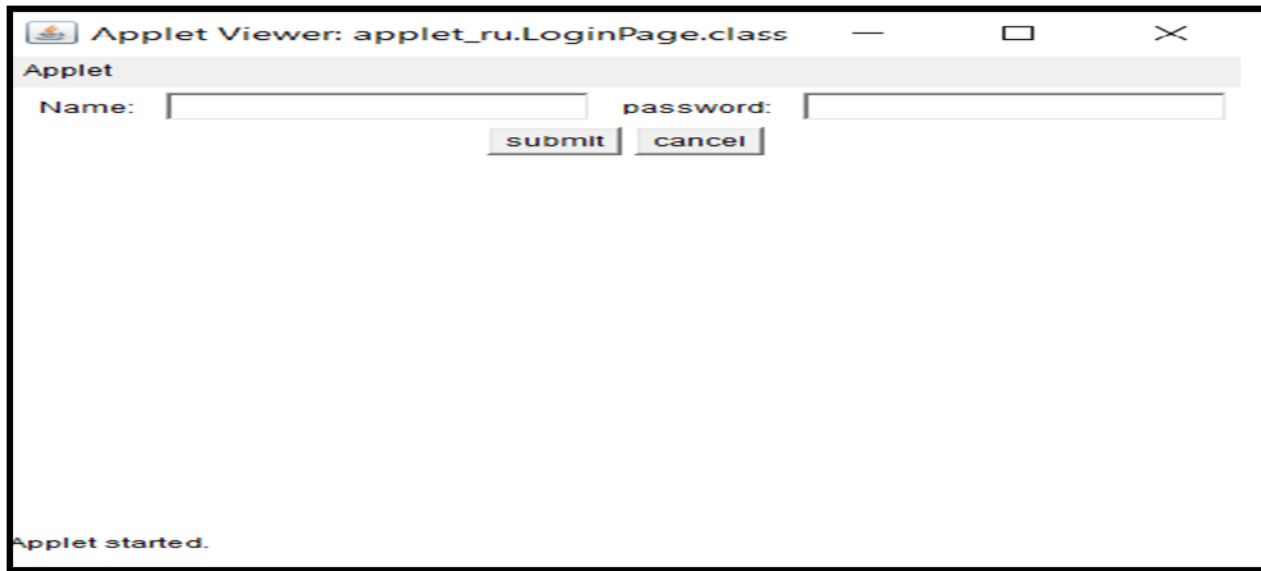 Applet Viewer: applet_ru.LoginPage.class
Applet
Name: password:
submit cancel
Applet started.